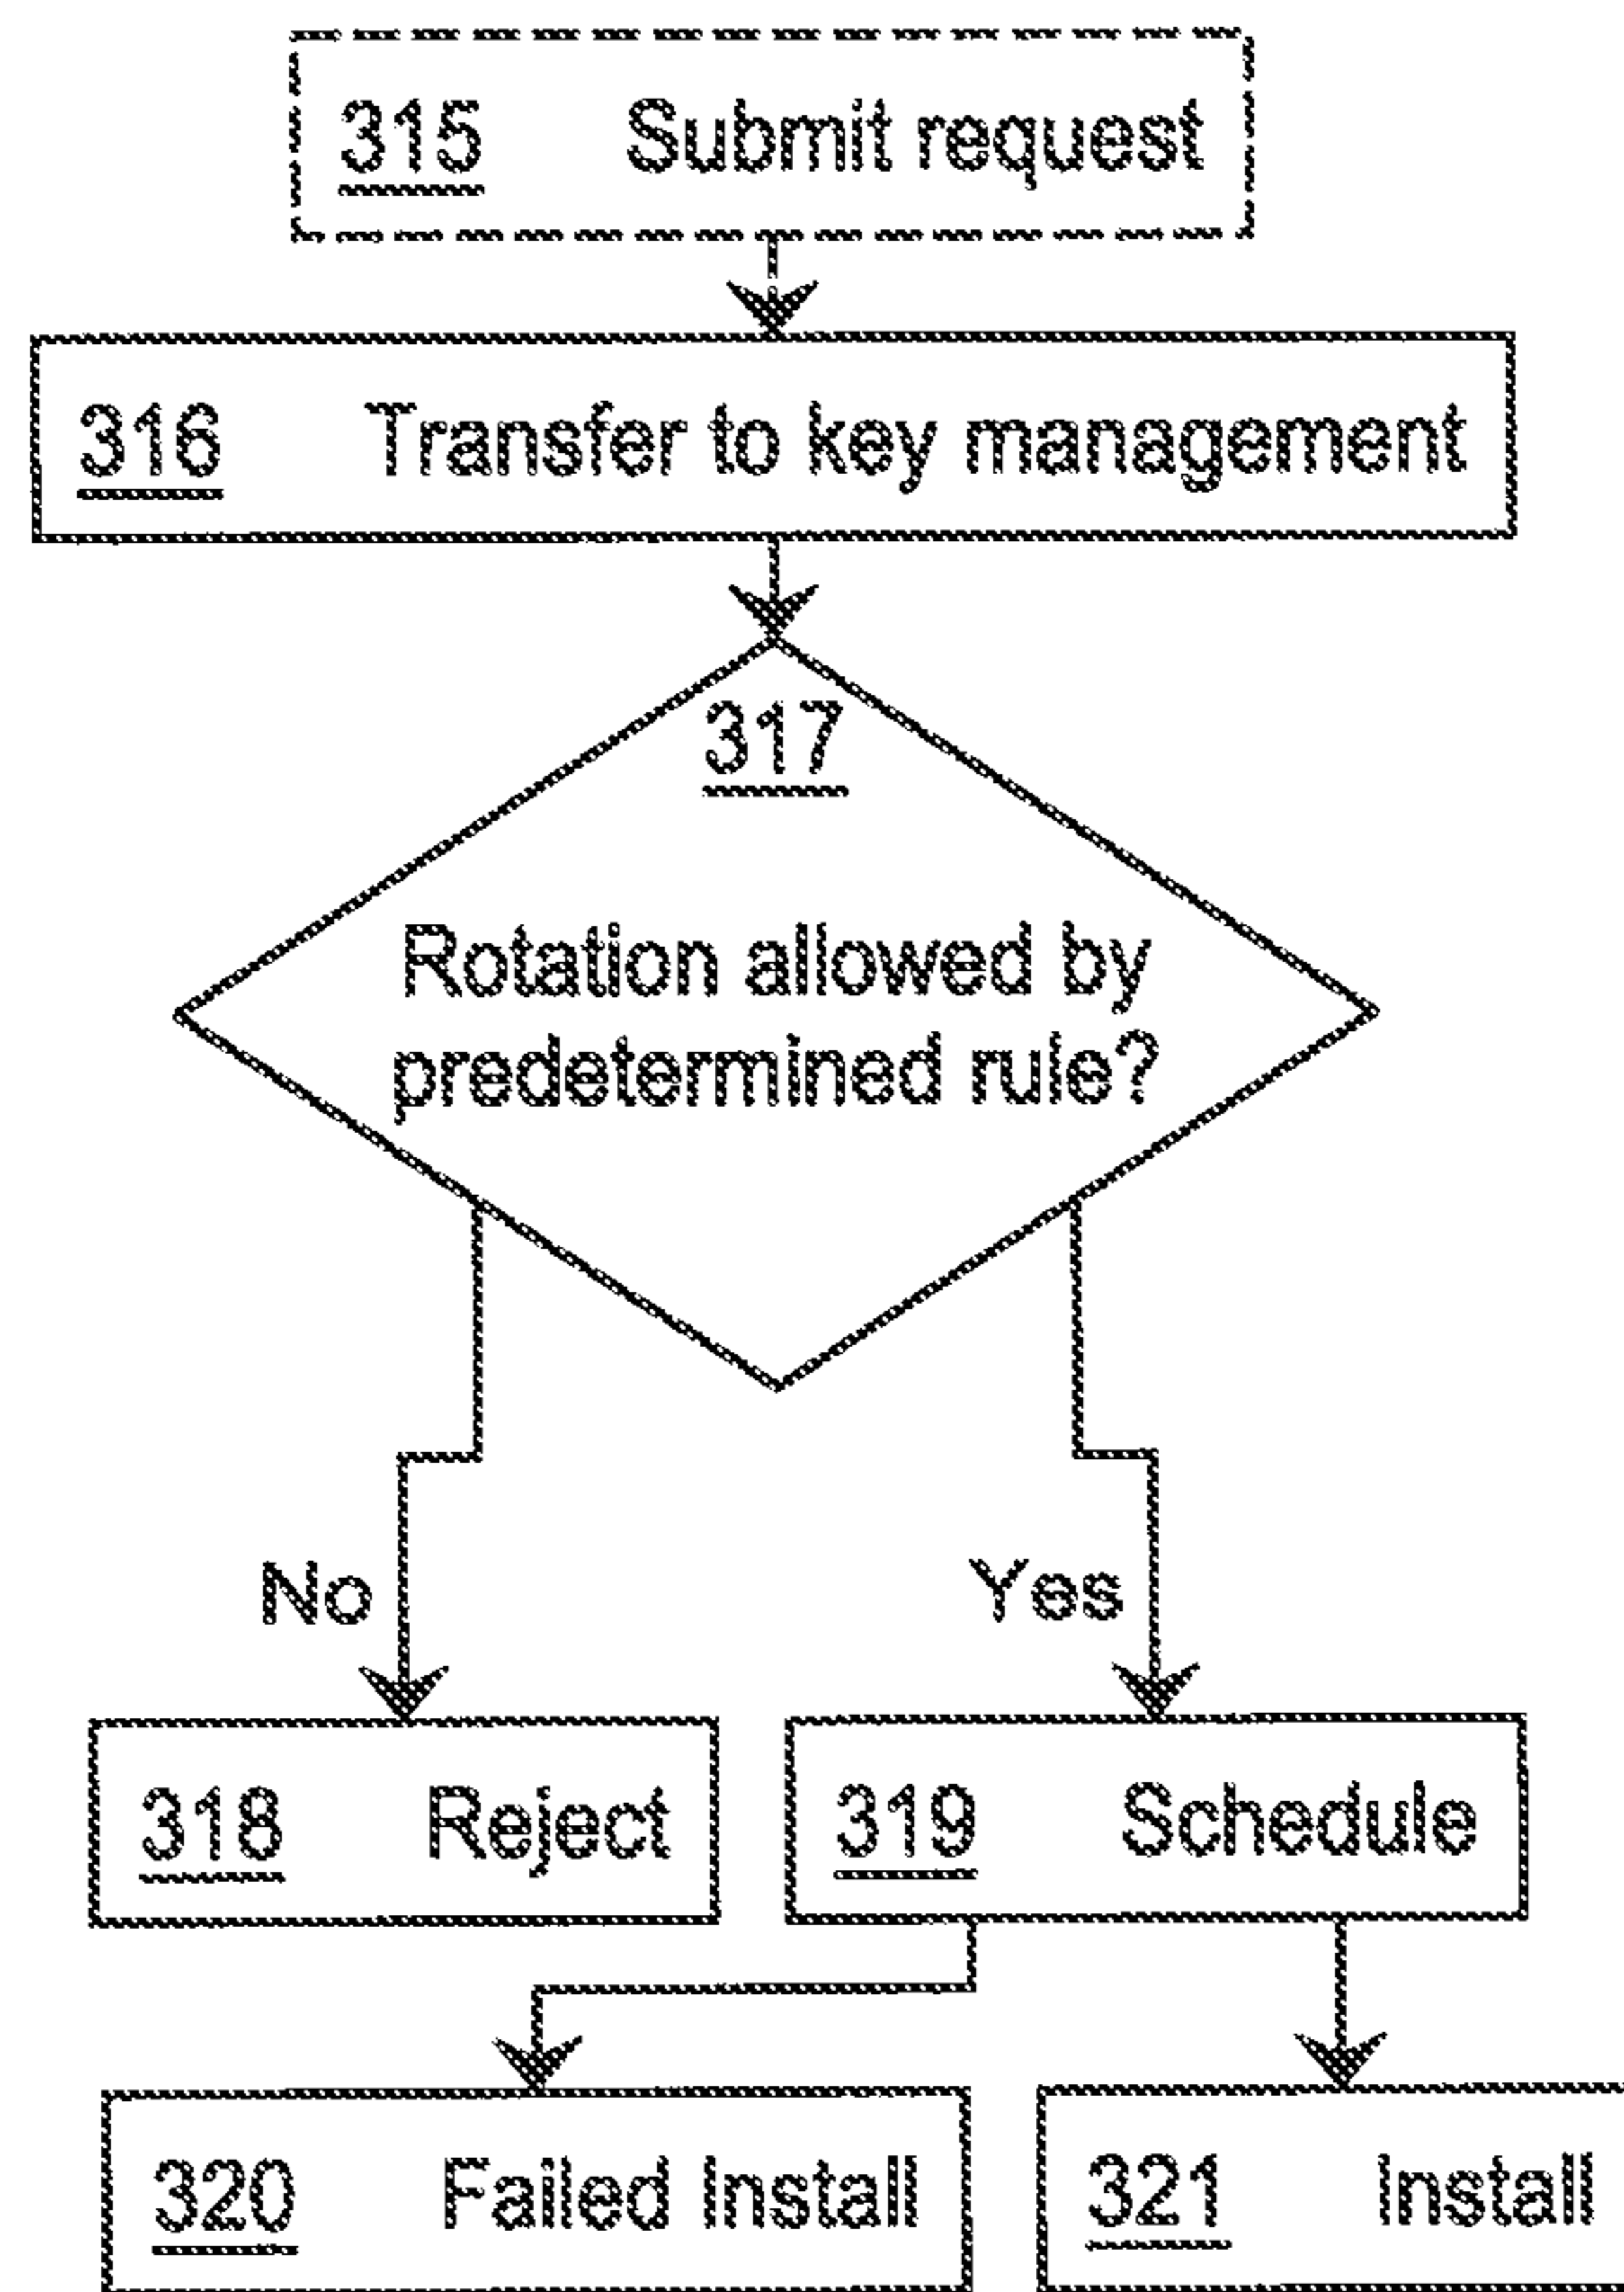 315 Submit request
316 Transfer to key management
317
Rotation allowed by
predetermined rule?
No Yes
318 Reject 319 Schedule
320 Failed Install 321 Install